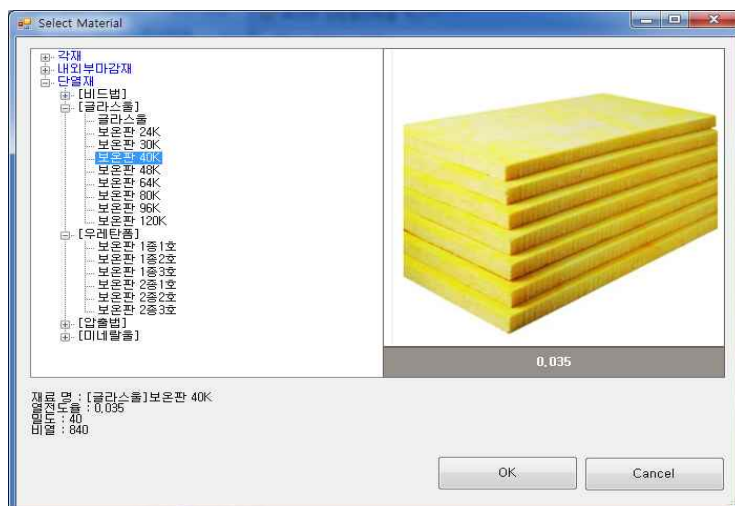 Select Material
각재
내외부마감재
단열재
[비드법]
[글라스울]
글라스울
보온판 24K
보온판 30K
보온판 40K
보온판 48K
보온판 64K
보온판 80K
보온판 96K
보온판 120K
[우레탄폼]
보온판 1종1호
보온판 1종2호
보온판 1종3호
보온판 2종1호
보온판 2종2호
보온판 2종3호
[압출법]
[미네랄울]
0,035
재료 명 : [글라스울]보온판 40K
열전도율 : 0,035
밀도 : 40
비열 : 840
OK
Cancel